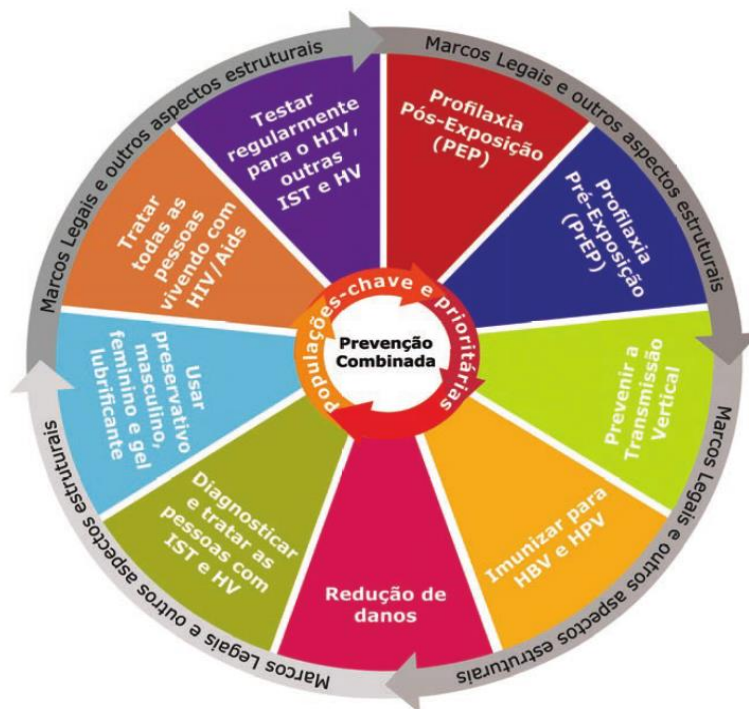 Marcos Legais e outros aspectos estruturais
Marcos Legais e outros aspectos estruturais
Marcos Legais e outros aspectos estruturais
Marcos Legais e outros aspectos estruturais
Testar
regularmente
para o HIV,
outras
IST e HV
Profilaxia
Pós-Exposição
(PEP)
Profilaxia
Pré-Exposição
(PrEP)
Prevenir a
Transmissão
Vertical
Imunizar para
HBV e HPV
Redução de
danos
Diagnosticar
e tratar as
pessoas com
IST e HV
Usar
preservativo
masculino,
feminino e gel
lubrificante
Tratar
todas as
pessoas
vivendo com
HIV/Aids
Populações-chave e prioritárias
Prevenção
Combinada